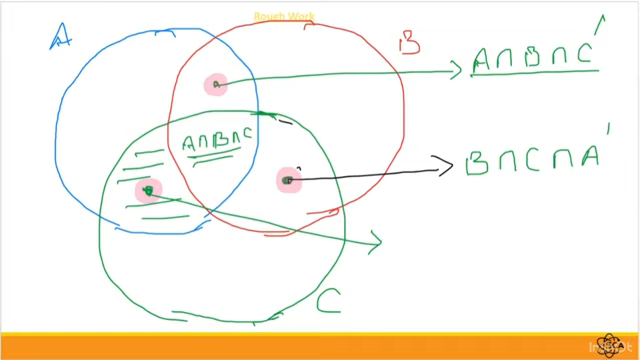 Rough Work
A
B
A∩B∩C'
A∩B∩C
B∩C∩A'
C